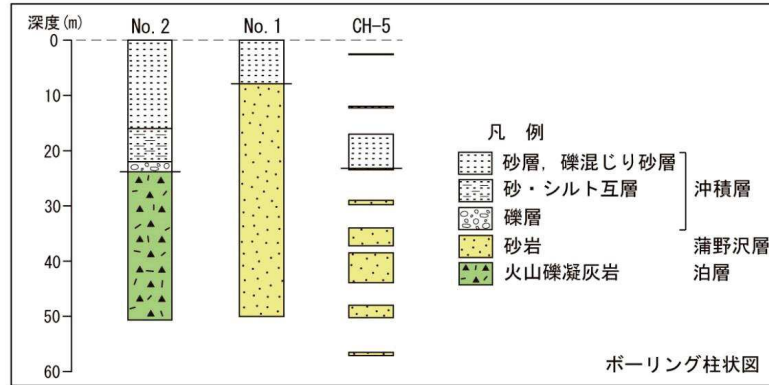 深度(m)
No. 2
No. 1
CH-5
0
10
20
30
40
50
60
凡 例
砂層，礫混じり砂層
砂・シルト互層
礫層
沖積層
砂岩
蒲野沢層
火山礫凝灰岩
泊層
ボーリング柱状図